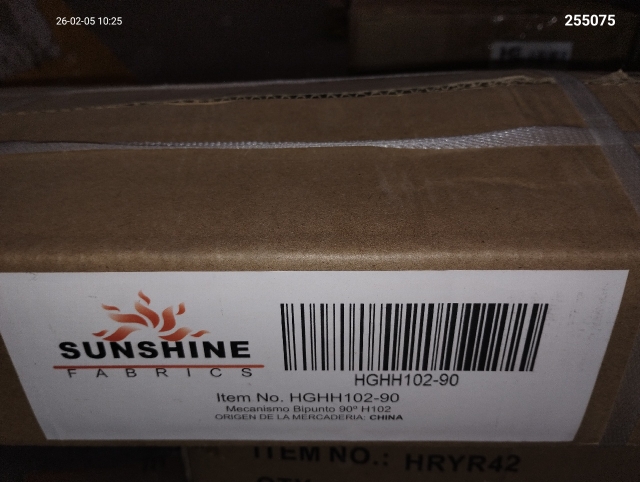 26-02-05 10:25
255075
SUNSHINE
FABRICS
HGHH102-90
Item No. HGHH102-90
Mecanismo Bipunto 90° H102
ORIGEN DE LA MERCADERIA: CHINA
ITEM NO.: HRYR42